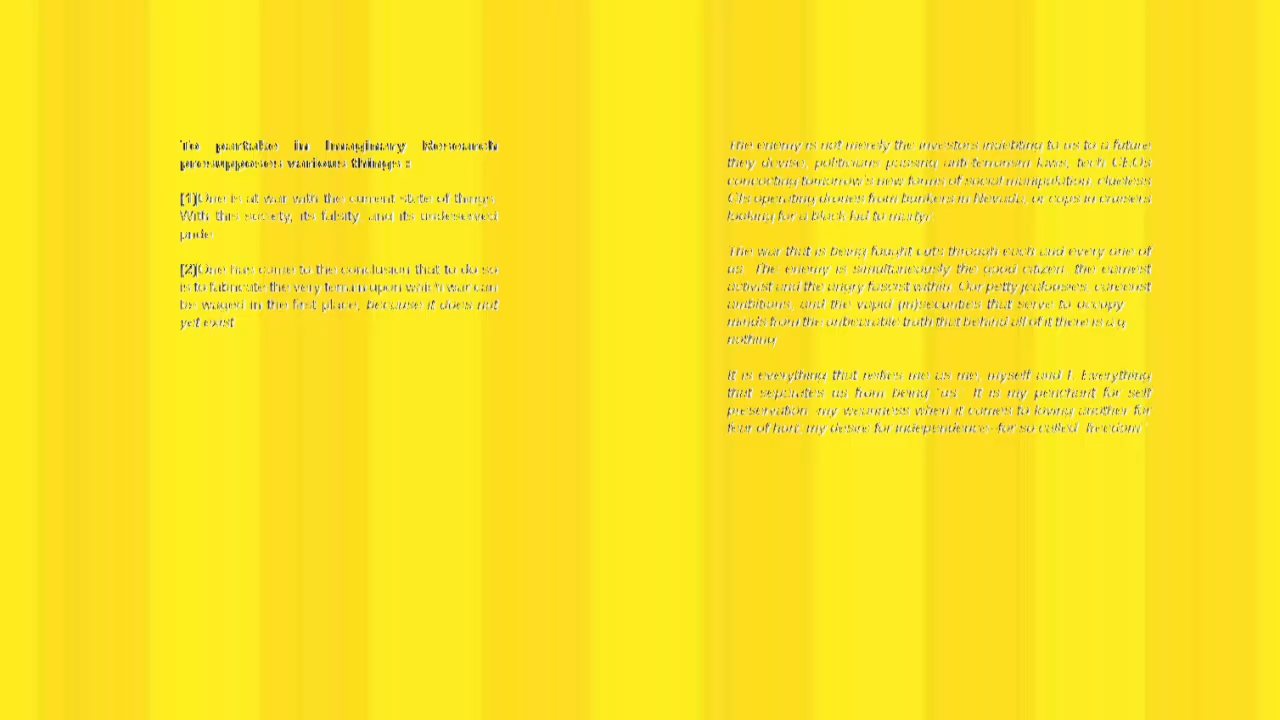 To partake in Imaginary Research
presupposes various things :
[1]One is at war with the current state of things.
With this society, its falsity, and its undeserved
pride.
[2]One has come to the conclusion that to do so
is to fabricate the very terrain upon which war can
be waged in the first place, because it does not
yet exist.
The enemy is not merely the investors indebting to us to a future
they devise, politicians passing anti-terrorism laws, tech CEOs
concocting tomorrow's new forms of social manipulation, clueless
GIs operating drones from bunkers in Nevada, or cops in cruisers
looking for a black kid to martyr.
The war that is being fought cuts through each and every one of
us. The enemy is simultaneously the good citizen, the earnest
activist and the angry fascist within. Our petty jealousies, careerist
ambitions, and the vapid (in)securities that serve to occupy
minds from the unbearable truth that behind all of it there is a
nothing.
It is everything that reifies me as me, myself and I. Everything
that separates us from being "us". It is my penchant for self
preservation -my weakness when it comes to loving another for
fear of hurt, my desire for independence- for so called "freedom".